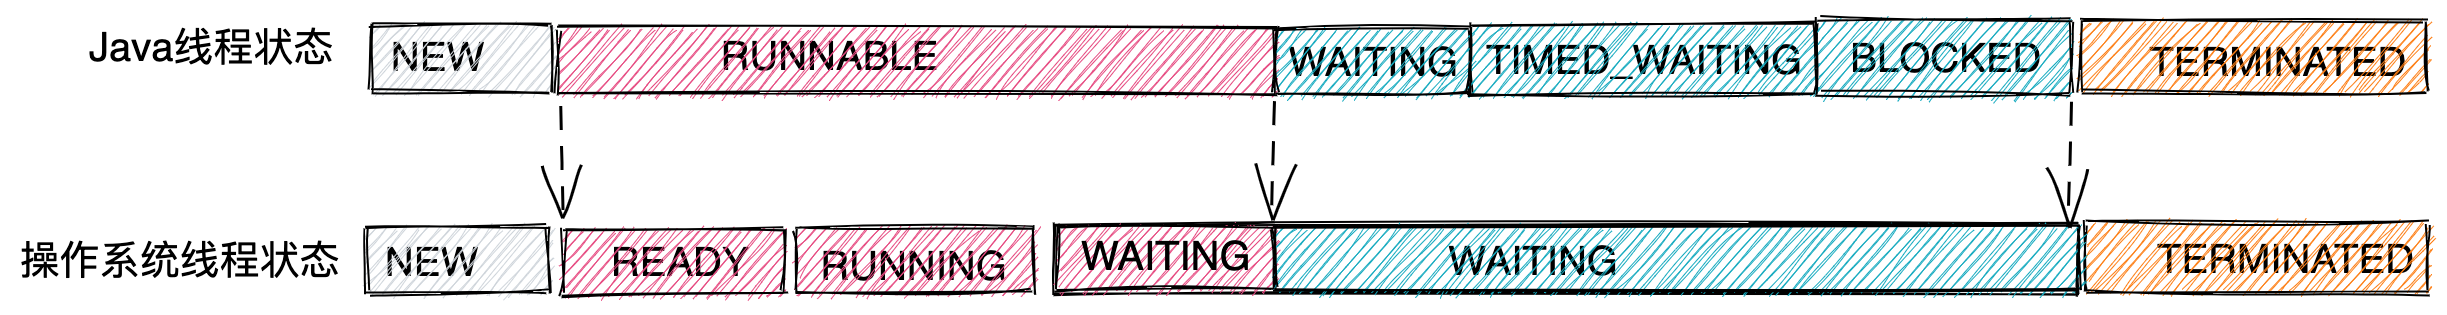 Java线程状态 NEW RUNNABLE WAITING TIMED_WAITING BLOCKED TERMINATED
操作系统线程状态 NEW READY RUNNING WAITING WAITING TERMINATED